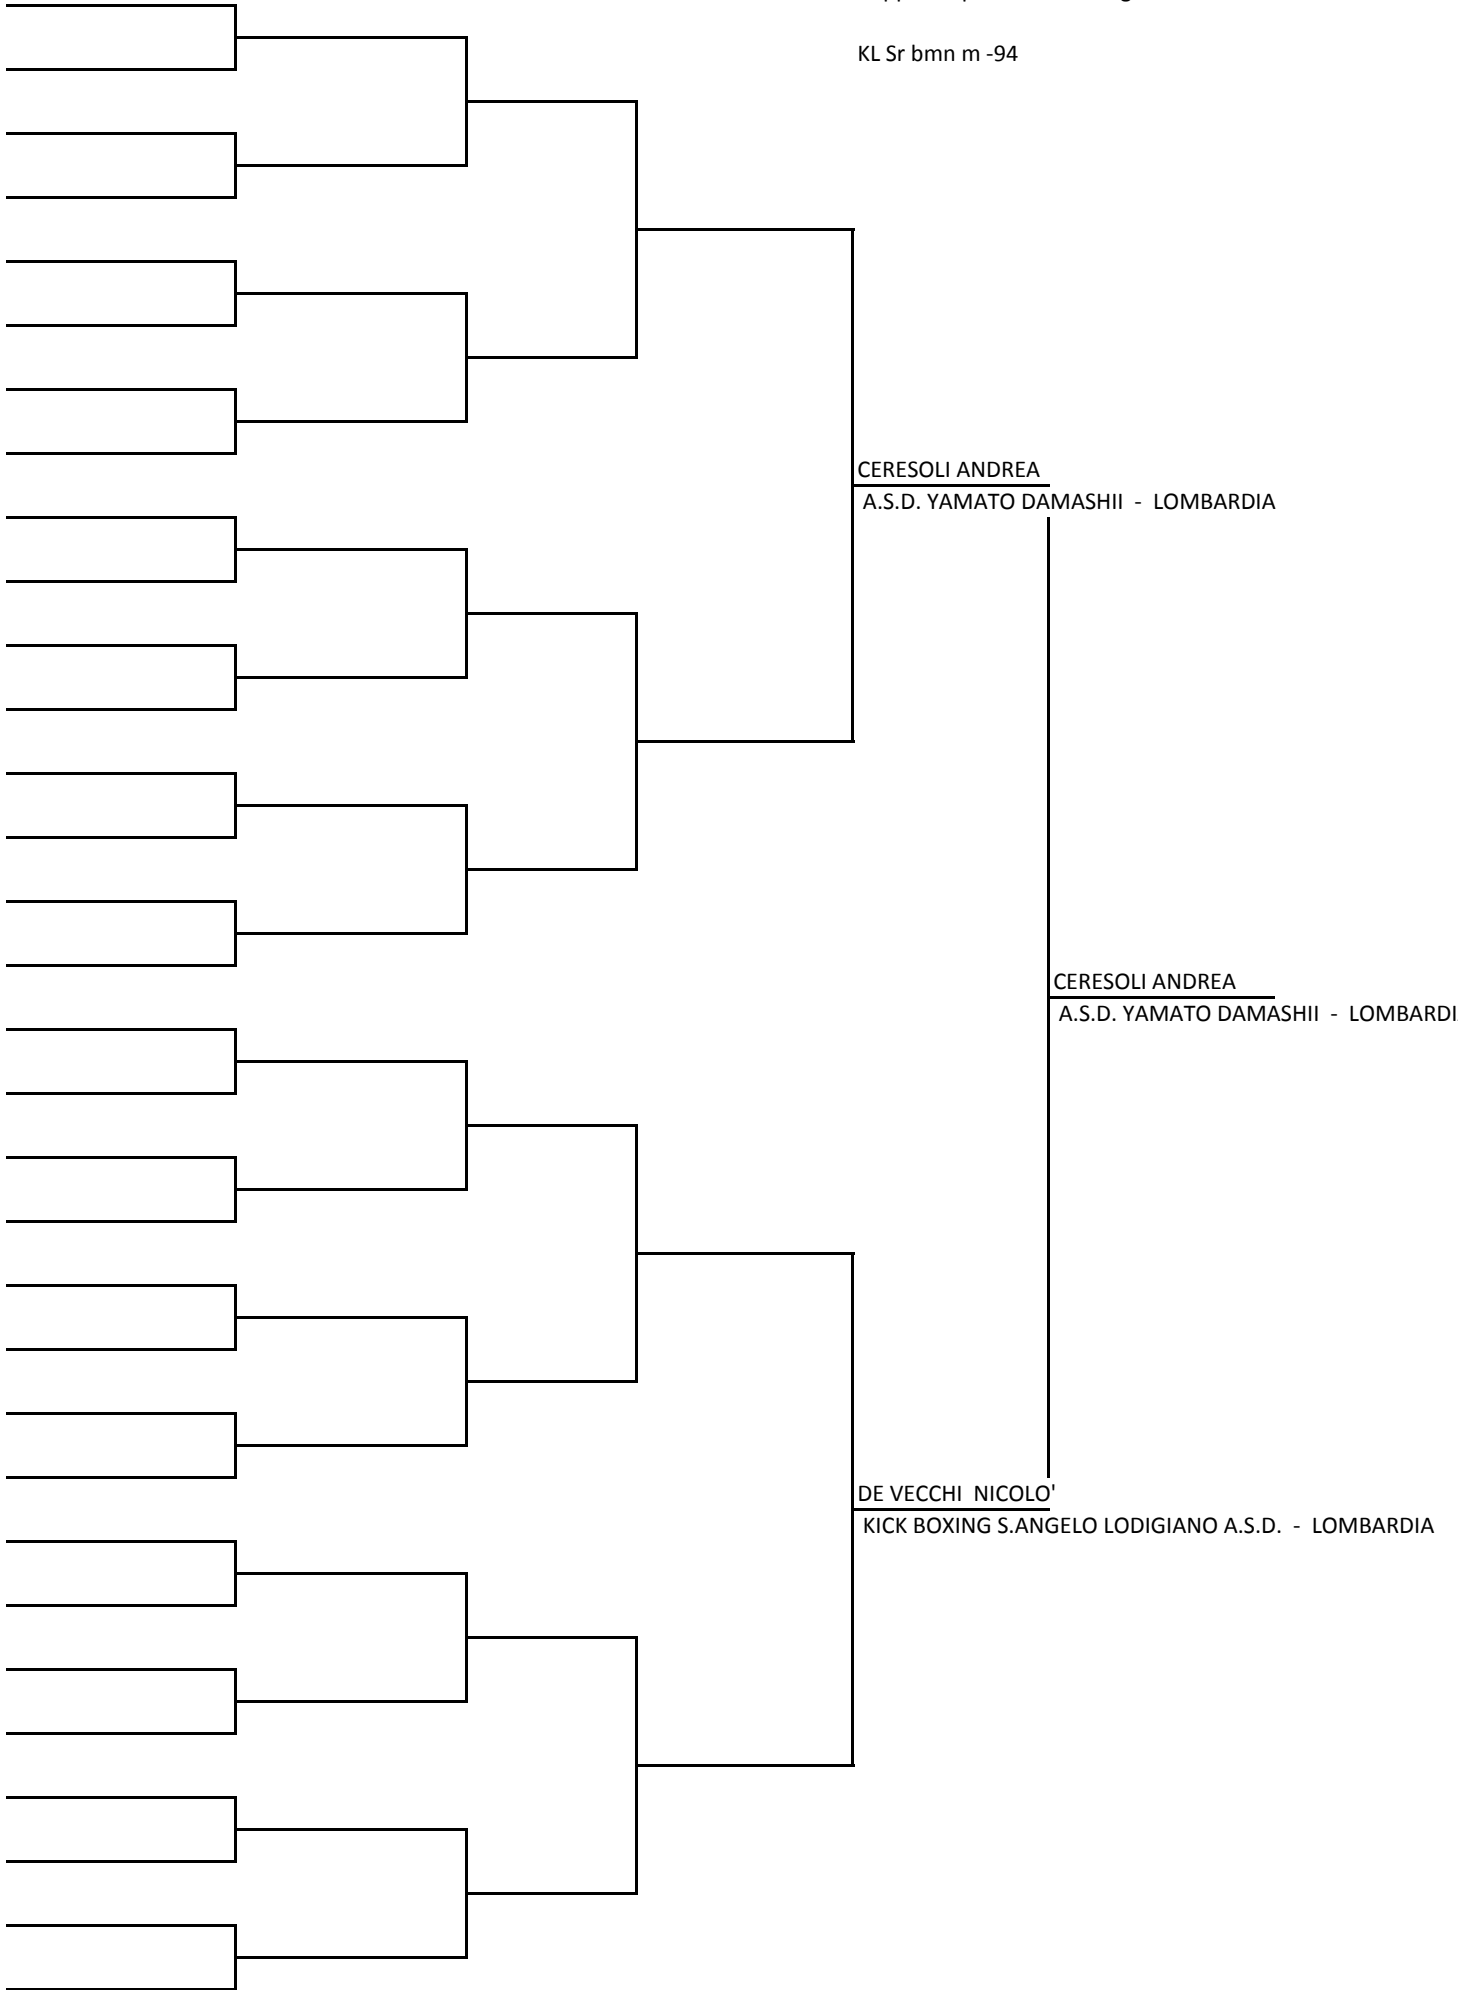 KL Sr bmn m -94
CERESOLI ANDREA
A.S.D. YAMATO DAMASHII - LOMBARDIA
CERESOLI ANDREA
A.S.D. YAMATO DAMASHII - LOMBARDI
DE VECCHI NICOLO'
KICK BOXING S.ANGELO LODIGIANO A.S.D. - LOMBARDIA